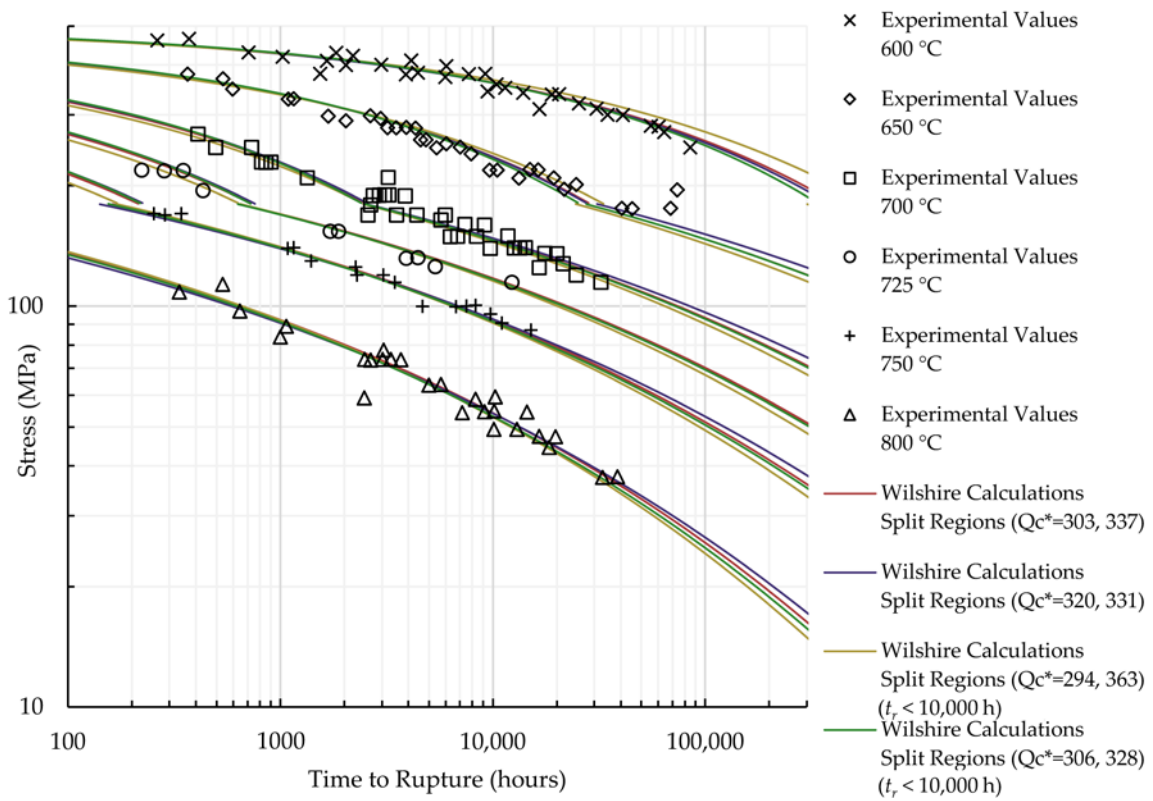 Experimental Values
600 °C
Experimental Values
650 °C
Experimental Values
700 °C
Experimental Values
725 °C
Experimental Values
750 °C
Experimental Values
800 °C
Wilshire Calculations
Split Regions (Qc*=303, 337)
Wilshire Calculations
Split Regions (Qc*=320, 331)
Wilshire Calculations
Split Regions (Qc*=294, 363)
(tᵣ < 10,000 h)
Wilshire Calculations
Split Regions (Qc*=306, 328)
(tᵣ < 10,000 h)
Stress (MPa)
100
10
100
1000
10,000
100,000
Time to Rupture (hours)